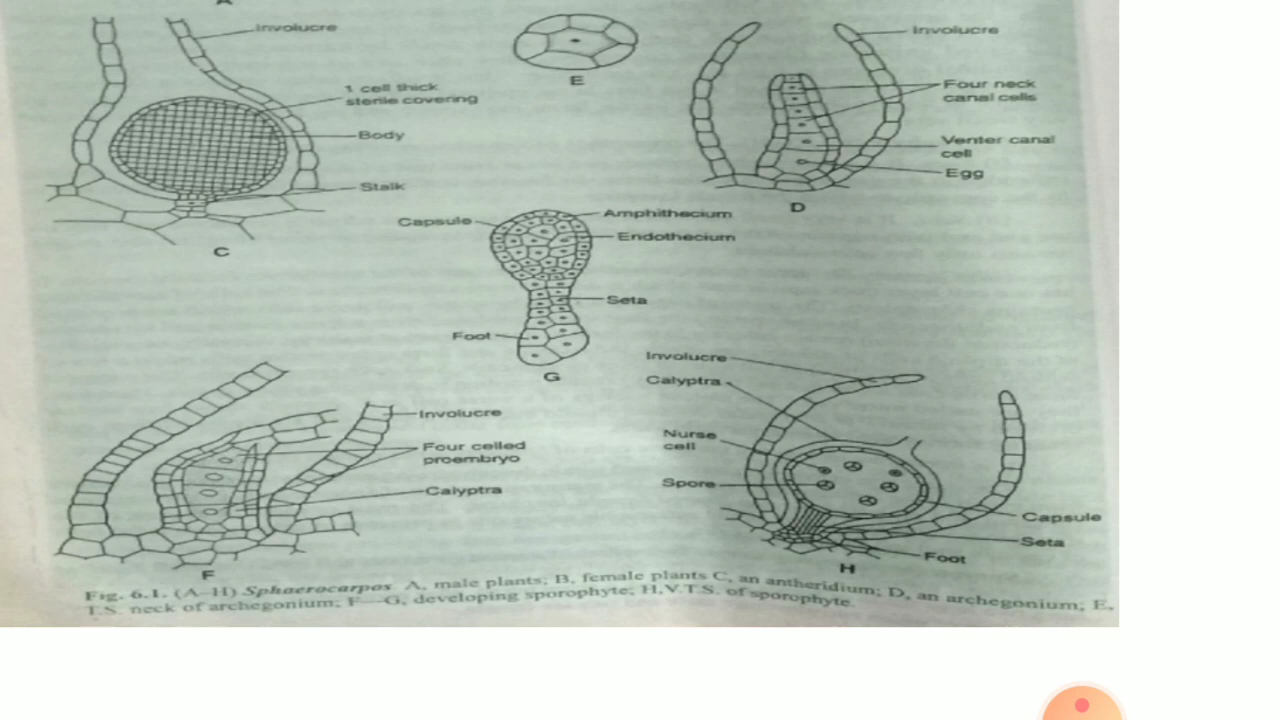 A
Involucre
1 cell thick
sterile covering
Body
Stalk
C
E
Involucre
Four neck
canal cells
Venter canal
cell
Egg
D
Capsule
Amphithecium
Endothecium
Seta
Foot
G
Involucre
Four celled
proembryo
Calyptra
F
Involucre
Calyptra
Nurse
cell
Spore
Capsule
Seta
Foot
H
Fig. 6.1. (A–H) Sphaerocarpos A, male plants; B, female plants C, an antheridium; D, an archegonium; E,
T.S. neck of archegonium; F—G, developing sporophyte; H,V.T.S. of sporophyte.